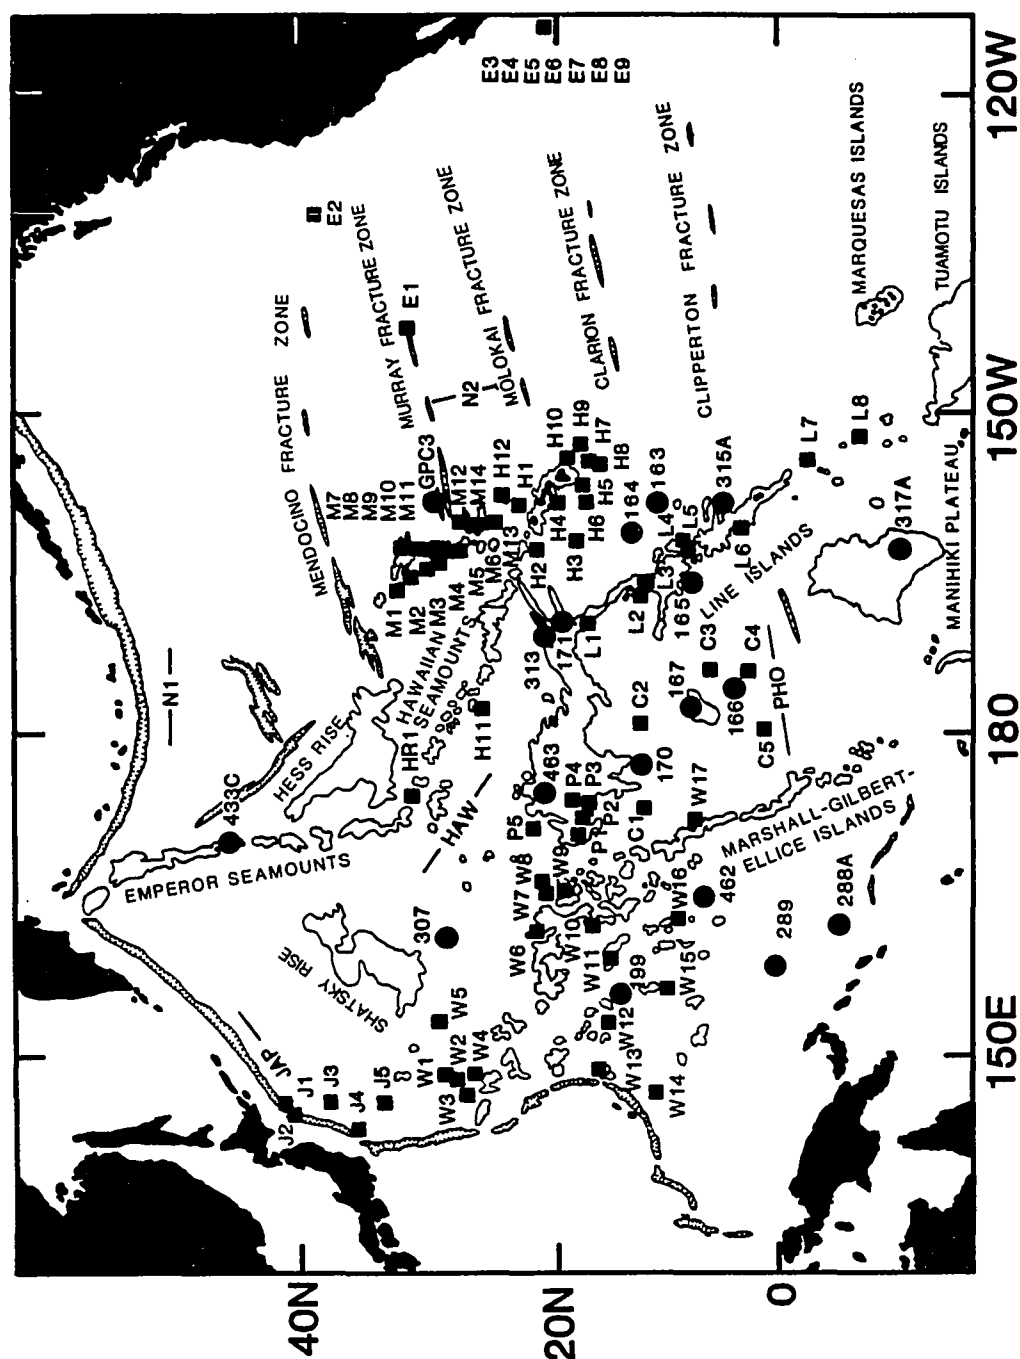 40N
20N
0
150E
180
150W
120W
E3
E4
E5
E6
E7
E8
E9
E2
E1
MENDOCINO FRACTURE ZONE
MURRAY FRACTURE ZONE
MOLOKAI FRACTURE ZONE
CLARION FRACTURE ZONE
CLIPPERTON FRACTURE ZONE
MARQUESAS ISLANDS
TUAMOTU ISLANDS
MANIHIKI PLATEAU
LINE ISLANDS
MARSHALL-GILBERT-
ELLICE ISLANDS
EMPEROR SEAMOUNTS
HESS RISE
HAWAIIAN
SEAMOUNTS
SHATSKY RISE
N1
N2
HAW
JAP
PHO
M7
M8
M9
M10
M11
GPC3
M12
M14
H12
H1
M1
M2
M3
M4
M5
M6
M13
H2
H3
H4
H6
H5
H10
H9
H7
H8
H11
HR1
433C
307
313
171
L1
L2
L3
L4
L5
L6
L7
L8
163
164
315A
165
317A
167
166
C3
C4
C5
C2
C1
170
463
P4
P3
P2
P1
P5
W17
W16
W8
W7
W9
W6
W10
W11
199
W12
W13
W14
W15
462
289
288A
W5
W1
W2
W3
W4
J1
J2
J3
J4
J5